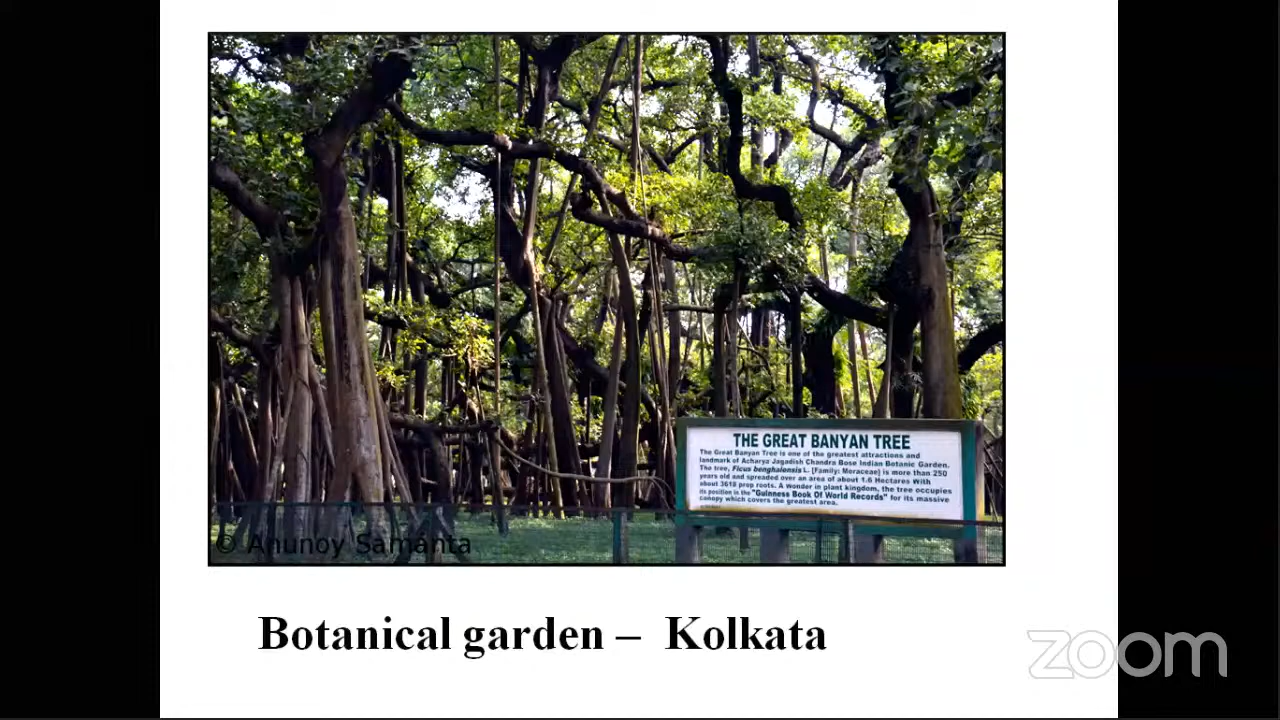 THE GREAT BANYAN TREE
The Great Banyan Tree is one of the greatest attractions and
landmark of Acharya Jagadish Chandra Bose Indian Botanic Garden.
The tree, Ficus benghalensis L. [Family: Moraceae] is more than 250
years old and spreaded over an area of about 1.6 Hectares With
about 3618 prop roots. A wonder in plant kingdom, the tree occupies
its position in the "Guinness Book Of World Records" for its massive
canopy which covers the greatest area.
© Anunoy Samanta
Botanical garden – Kolkata
zoom